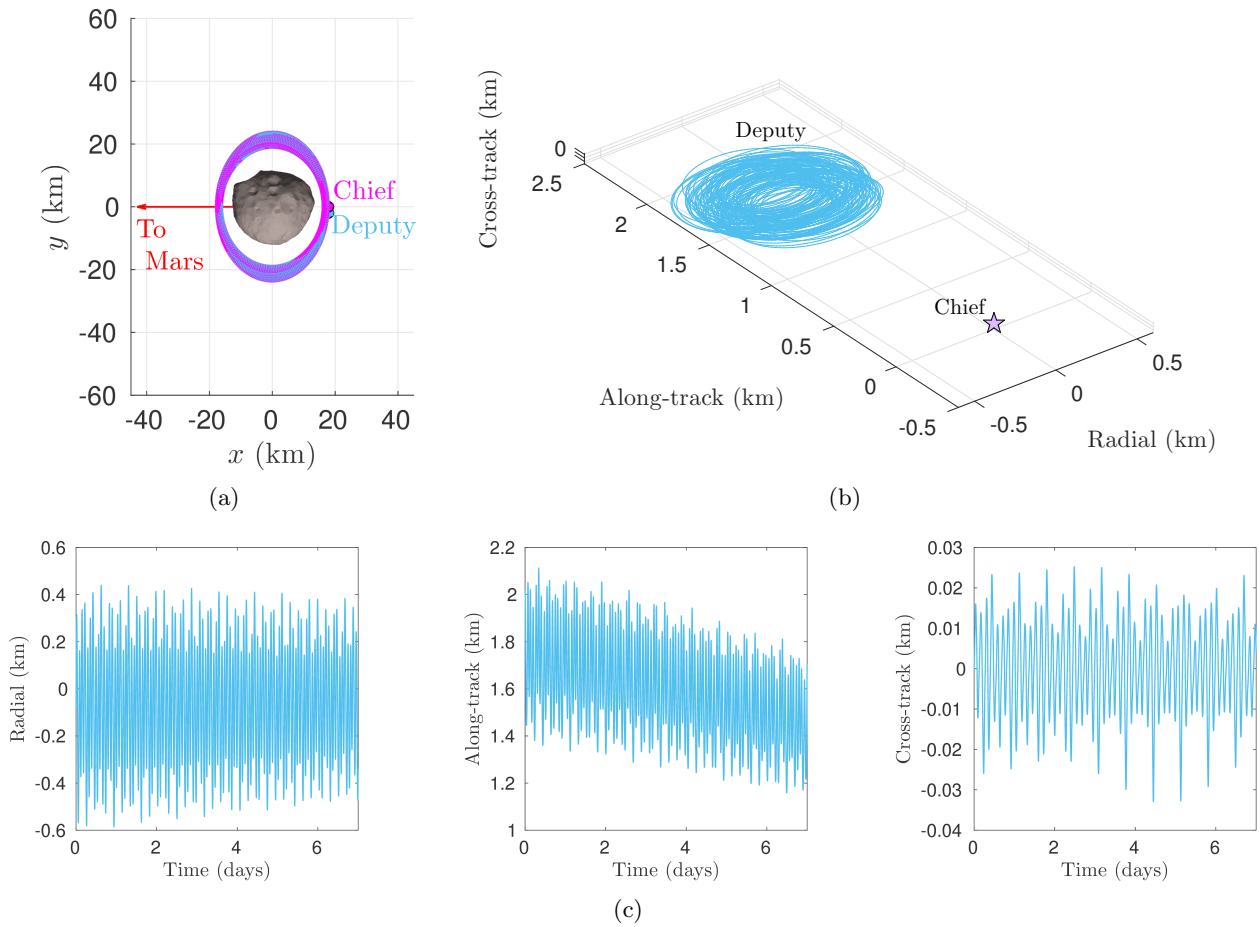 60
40
20
0
-20
-40
-60
y (km)
-40 -20 0 20 40
x (km)
Chief
Deputy
To
Mars
(a)
Cross-track (km)
0
2.5
2
1.5
1
0.5
0
-0.5
Along-track (km)
-0.5
0
0.5
Radial (km)
Deputy
Chief
(b)
0.6
0.4
0.2
0
-0.2
-0.4
-0.6
Radial (km)
0 2 4 6
Time (days)
2.2
2
1.8
1.6
1.4
1.2
1
Along-track (km)
0 2 4 6
Time (days)
0.03
0.02
0.01
0
-0.01
-0.02
-0.03
-0.04
Cross-track (km)
0 2 4 6
Time (days)
(c)